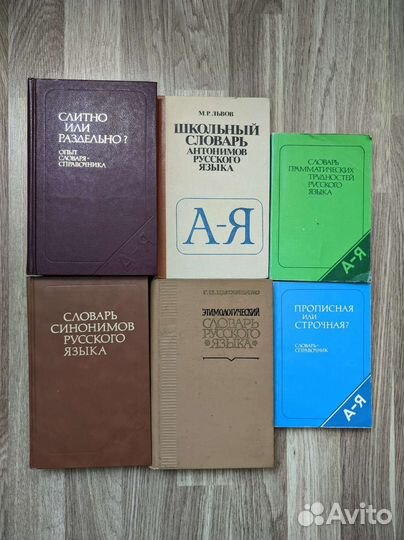 СЛИТНО
ИЛИ
РАЗДЕЛЬНО?
ОПЫТ
СЛОВАРЯ-
СПРАВОЧНИКА
А-Я
М.Р. ЛЬВОВ
ШКОЛЬНЫЙ
СЛОВАРЬ
АНТОНИМОВ
РУССКОГО
ЯЗЫКА
А-Я
СЛОВАРЬ
ГРАММАТИЧЕСКИХ
ТРУДНОСТЕЙ
РУССКОГО
ЯЗЫКА
А-Я
СЛОВАРЬ
СИНОНИМОВ
РУССКОГО
ЯЗЫКА
ЭТИМОЛОГИЧЕСКИЙ
СЛОВАРЬ
РУССКОГО
ЯЗЫКА
ПРОПИСНАЯ
ИЛИ
СТРОЧНАЯ?
СЛОВАРЬ-
СПРАВОЧНИК
А-Я
Avito